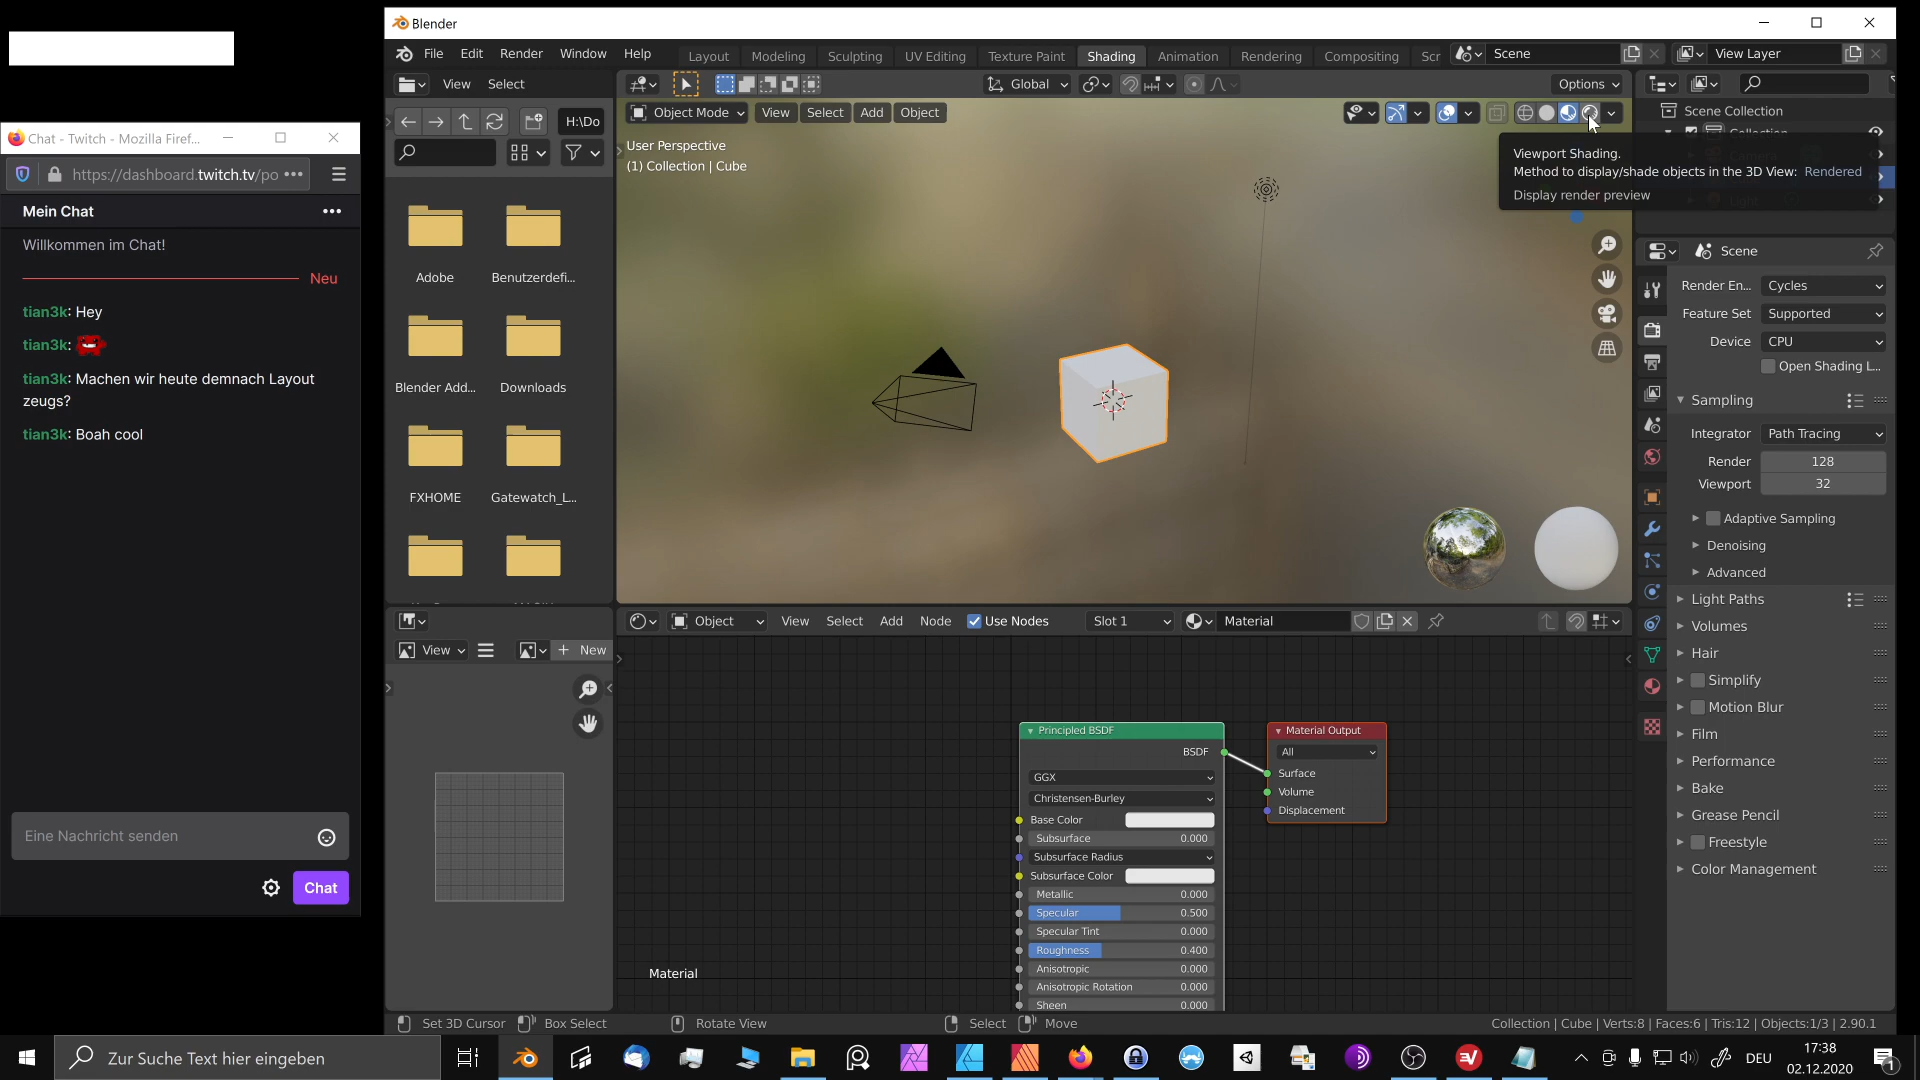 Blender
File Edit Render Window Help Layout Modeling Sculpting UV Editing Texture Paint Shading Animation Rendering Compositing Scr Scene View Layer
Chat - Twitch - Mozilla Firef...
https://dashboard.twitch.tv/po
Mein Chat
Willkommen im Chat!
Neu
tian3k: Hey
tian3k:
tian3k: Machen wir heute demnach Layout
zeugs?
tian3k: Boah cool
Eine Nachricht senden
Chat
View Select
H:\Do
Adobe Benutzerdefi...
Blender Add... Downloads
FXHOME Gatewatch_L...
Global Options
Object Mode View Select Add Object
User Perspective
(1) Collection | Cube
Viewport Shading.
Method to display/shade objects in the 3D View: Rendered
Display render preview
Scene Collection
Collection
Scene
Render En... Cycles
Feature Set Supported
Device CPU
Open Shading L...
Sampling
Integrator Path Tracing
Render 128
Viewport 32
Adaptive Sampling
Denoising
Advanced
Light Paths
Volumes
Hair
Simplify
Motion Blur
Film
Performance
Bake
Grease Pencil
Freestyle
Color Management
View New
Object View Select Add Node Use Nodes Slot 1 Material
Principled BSDF
BSDF
GGX
Christensen-Burley
Base Color
Subsurface 0.000
Subsurface Radius
Subsurface Color
Metallic 0.000
Specular 0.500
Specular Tint 0.000
Roughness 0.400
Anisotropic 0.000
Anisotropic Rotation 0.000
Sheen 0.000
Material Output
All
Surface
Volume
Displacement
Material
Set 3D Cursor Box Select Rotate View Select Move Collection | Cube | Verts:8 | Faces:6 | Tris:12 | Objects:1/3 | 2.90.1
Zur Suche Text hier eingeben
DEU
17:38
02.12.2020
1